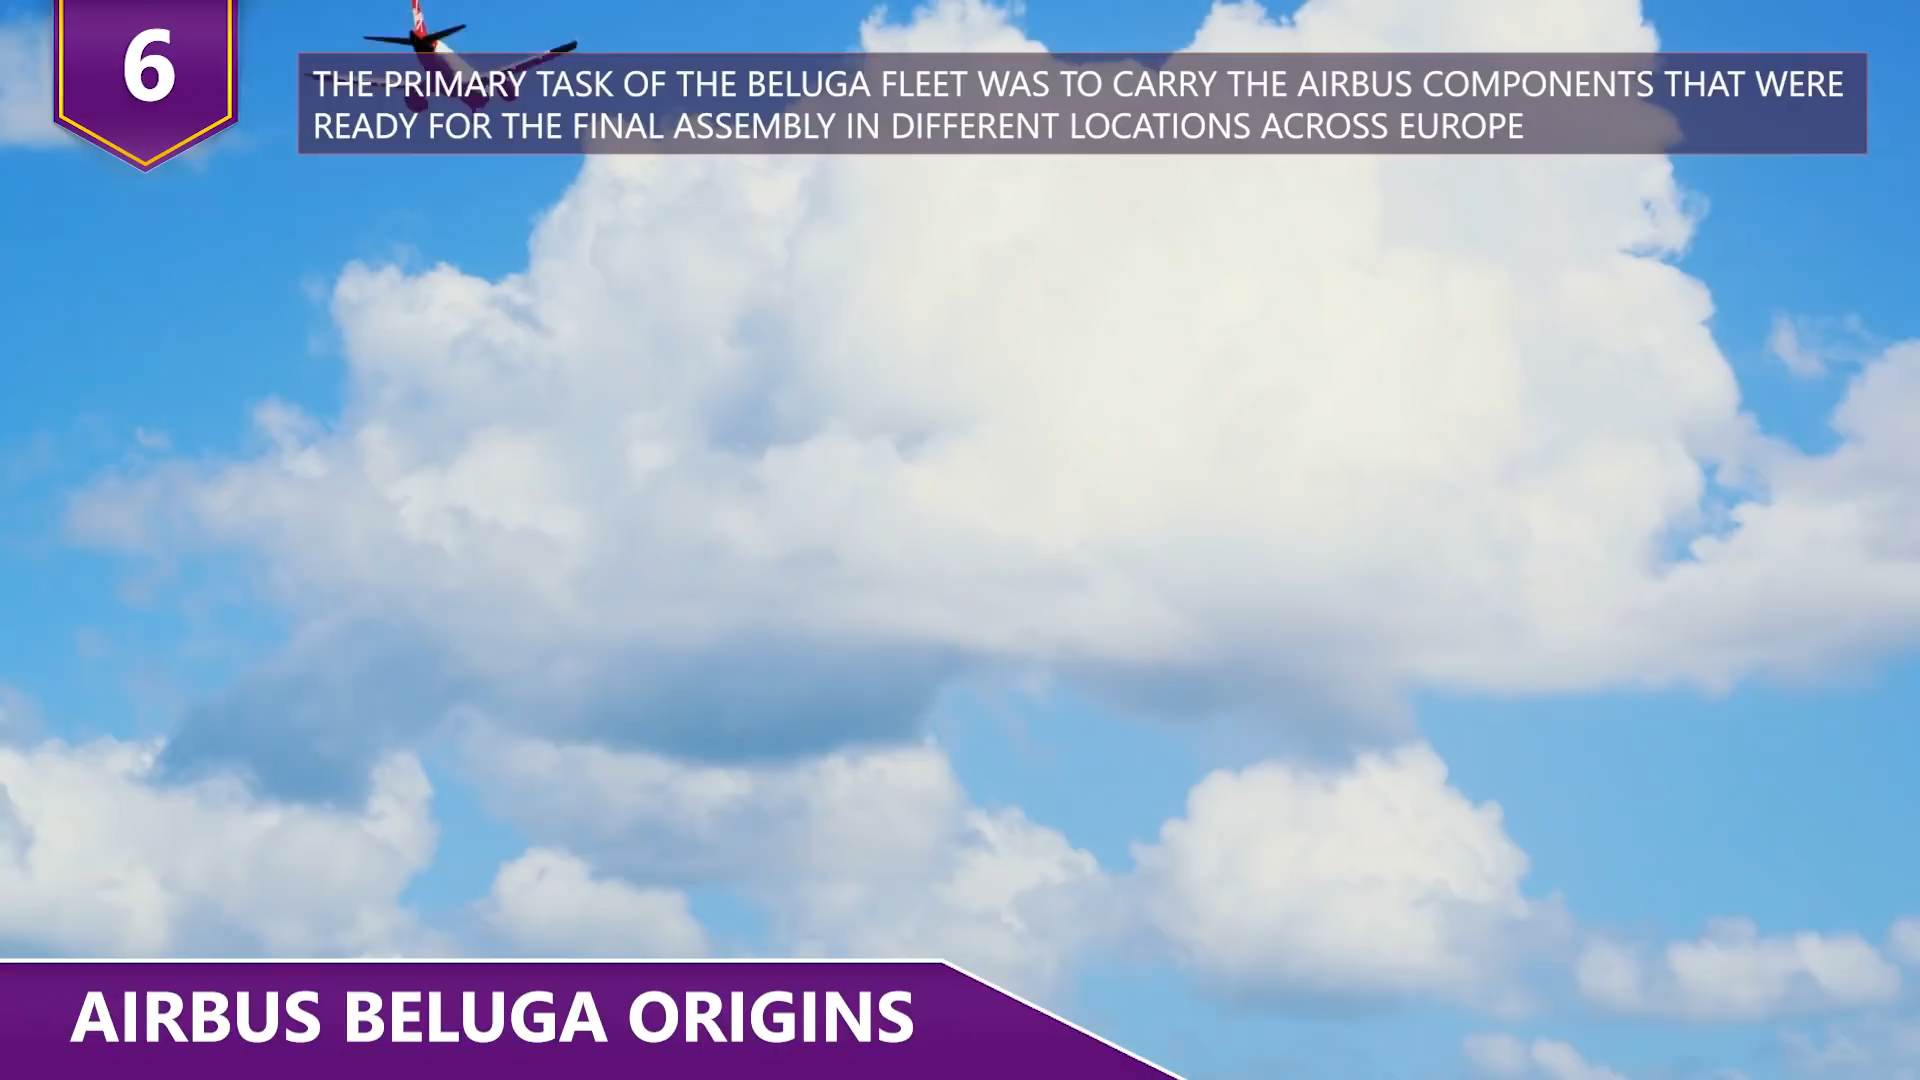 6
THE PRIMARY TASK OF THE BELUGA FLEET WAS TO CARRY THE AIRBUS COMPONENTS THAT WERE
READY FOR THE FINAL ASSEMBLY IN DIFFERENT LOCATIONS ACROSS EUROPE
AIRBUS BELUGA ORIGINS